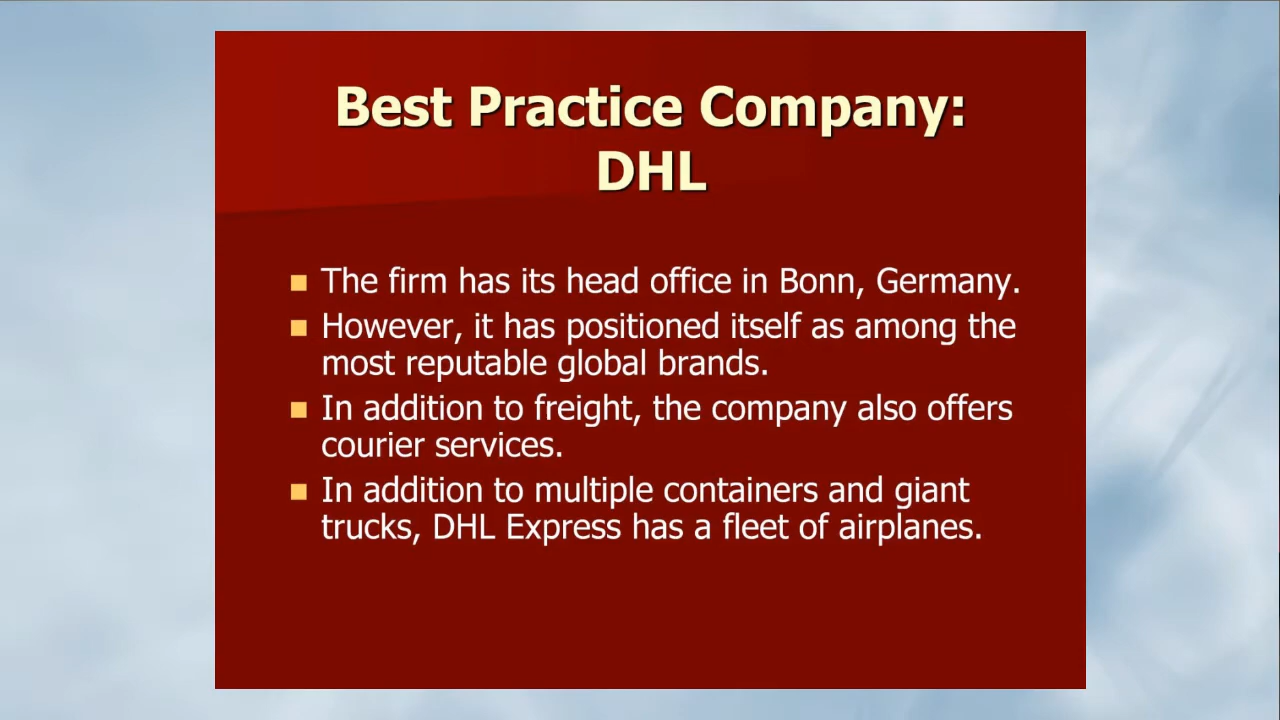 Best Practice Company:
DHL
The firm has its head office in Bonn, Germany.
However, it has positioned itself as among the
most reputable global brands.
In addition to freight, the company also offers
courier services.
In addition to multiple containers and giant
trucks, DHL Express has a fleet of airplanes.